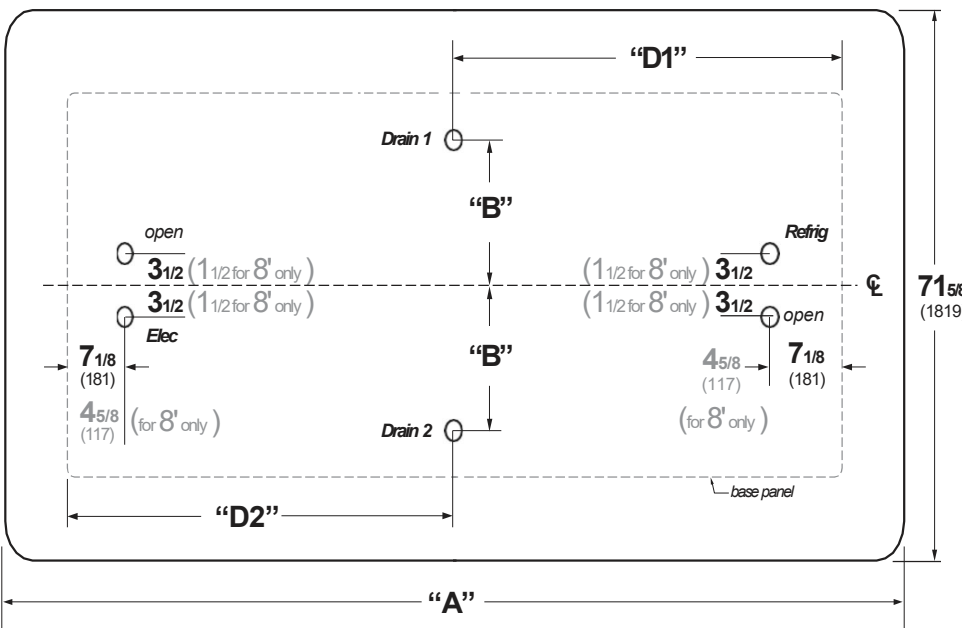 “D1”
Drain 1
“B”
open
Refrig
3 1/2 (1 1/2 for 8' only )
(1 1/2 for 8' only ) 3 1/2
℄
71 5/8
(1819
3 1/2 (1 1/2 for 8' only )
(1 1/2 for 8' only ) 3 1/2
open
Elec
“B”
7 1/8
(181)
4 5/8
(117)
7 1/8
(181)
4 5/8
(117)
(for 8' only )
(for 8' only )
Drain 2
base panel
“D2”
“A”